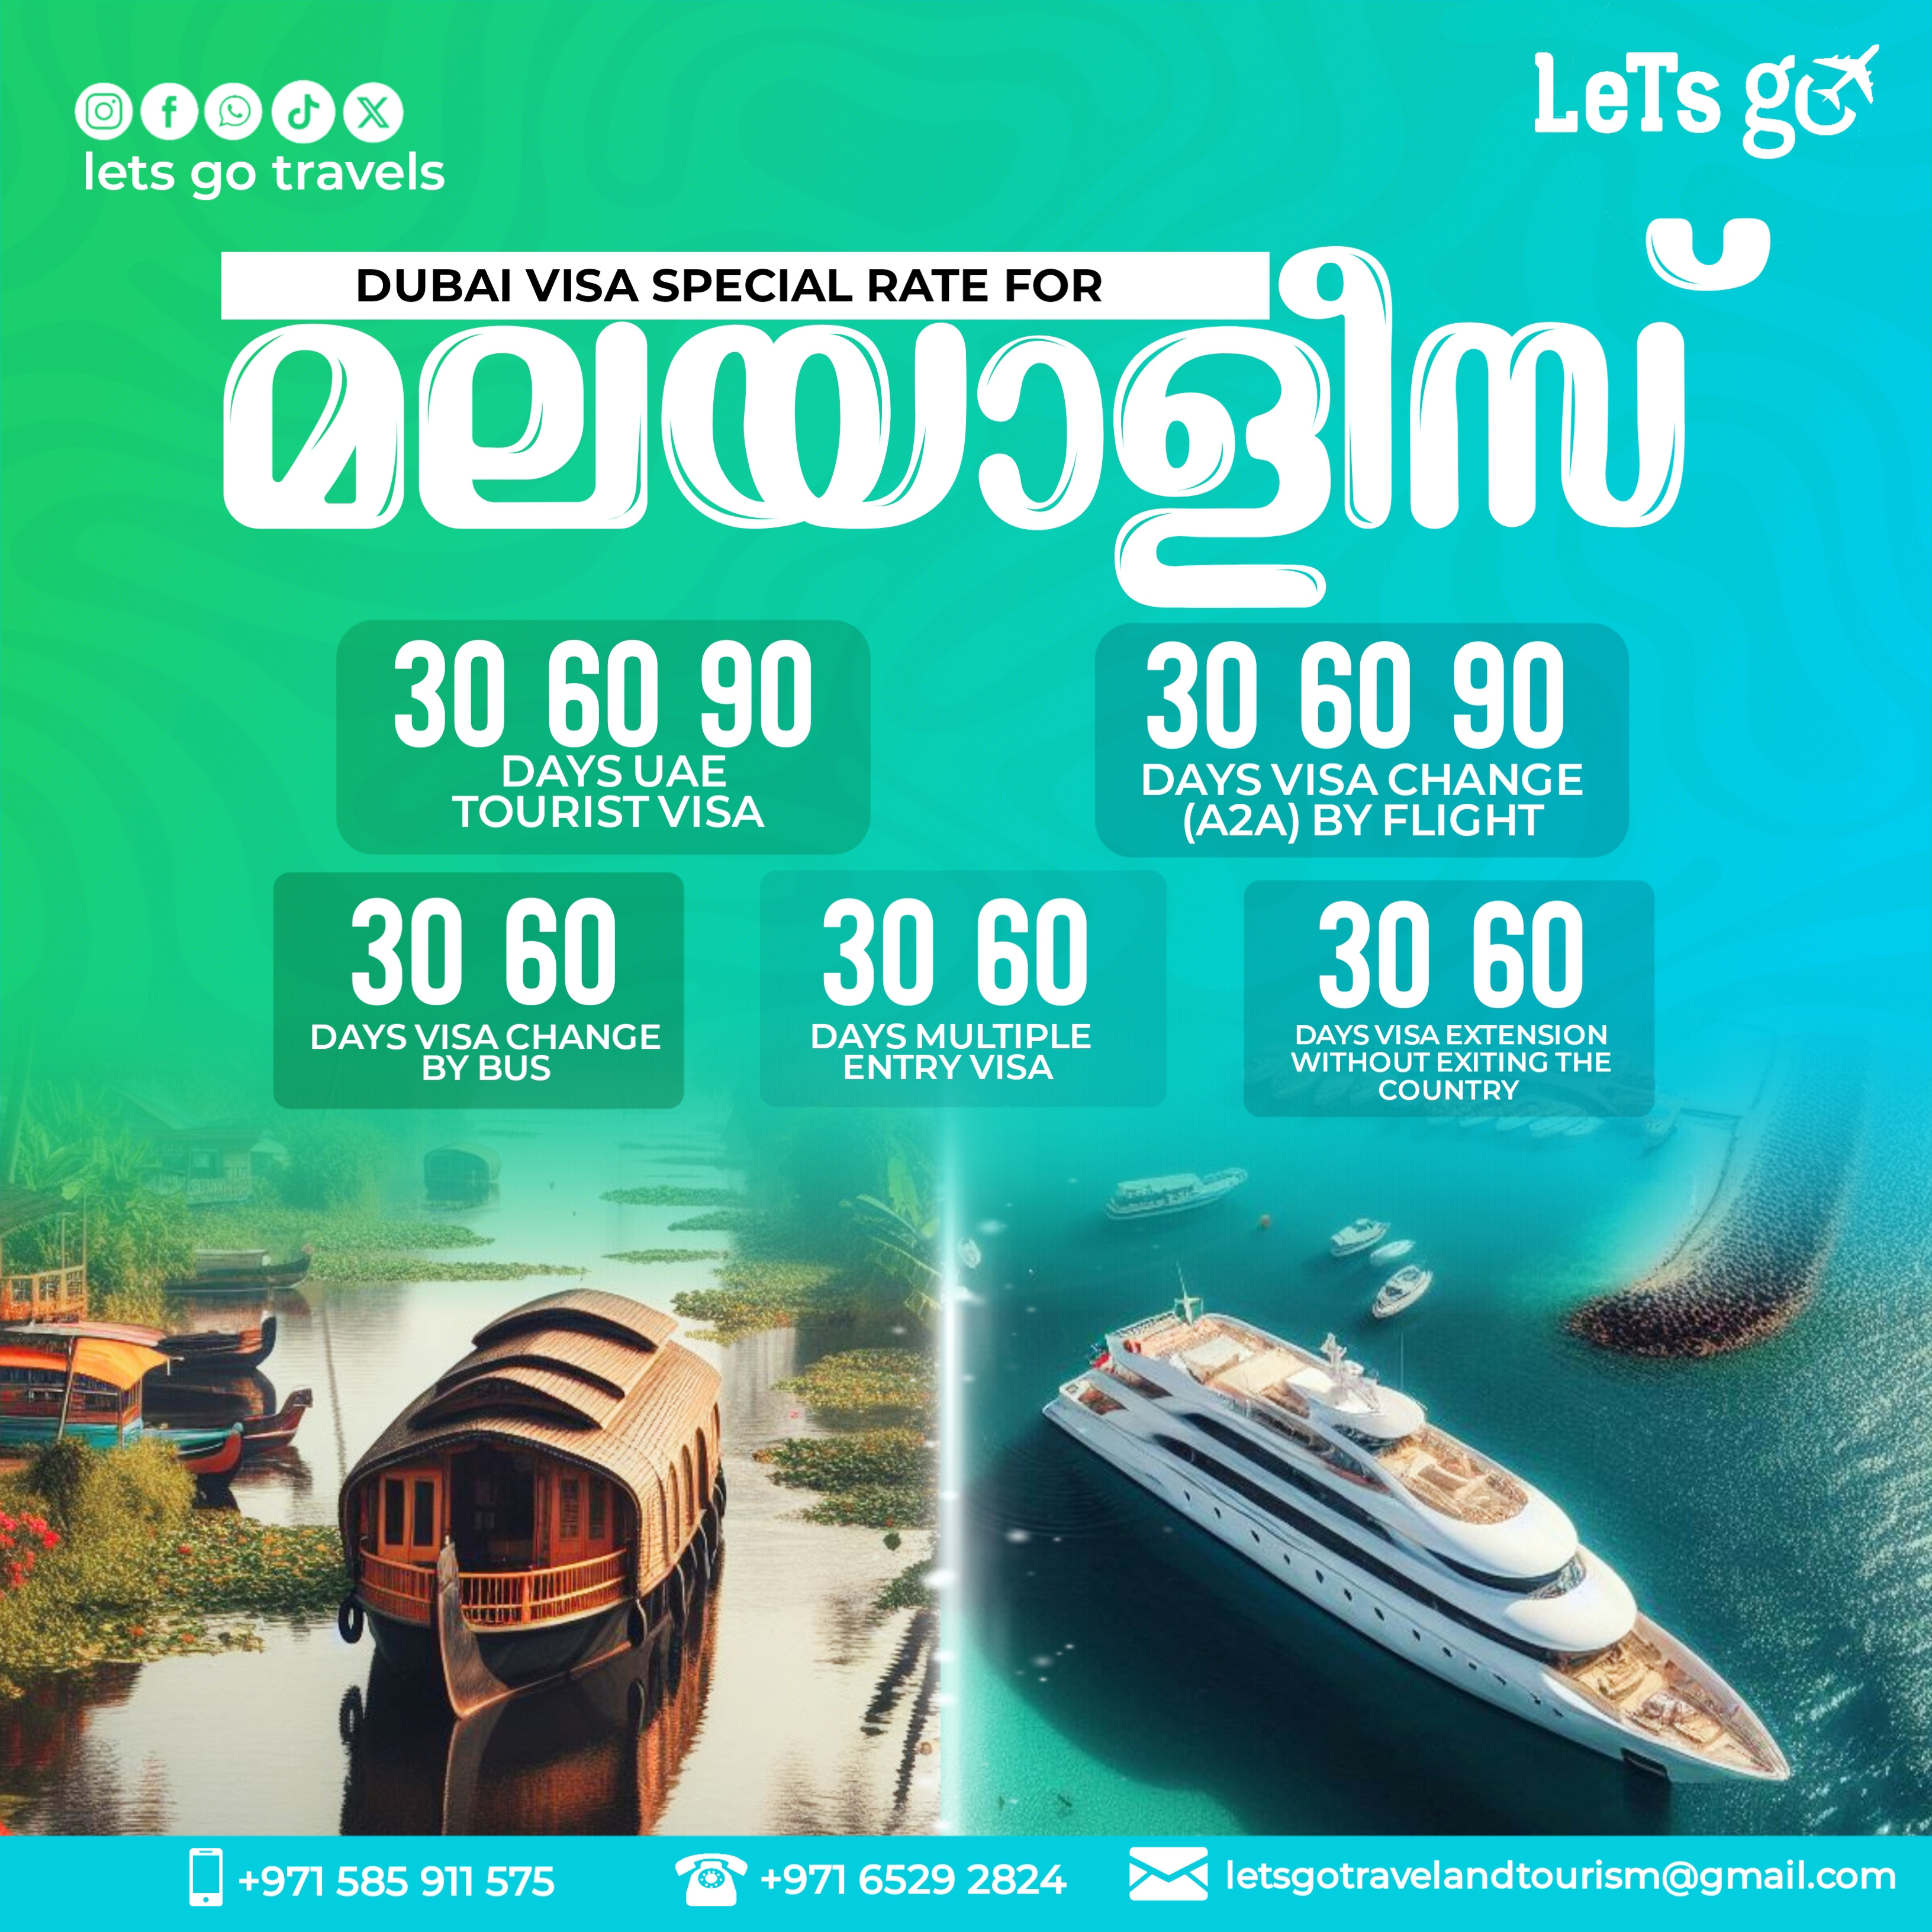 lets go travels
LeTs go
DUBAI VISA SPECIAL RATE FOR
മലയാളീസ്
30 60 90
DAYS UAE
TOURIST VISA
30 60 90
DAYS VISA CHANGE
(A2A) BY FLIGHT
30 60
DAYS VISA CHANGE
BY BUS
30 60
DAYS MULTIPLE
ENTRY VISA
30 60
DAYS VISA EXTENSION
WITHOUT EXITING THE
COUNTRY
+971 585 911 575
+971 6529 2824
letsgotravelandtourism@gmail.com